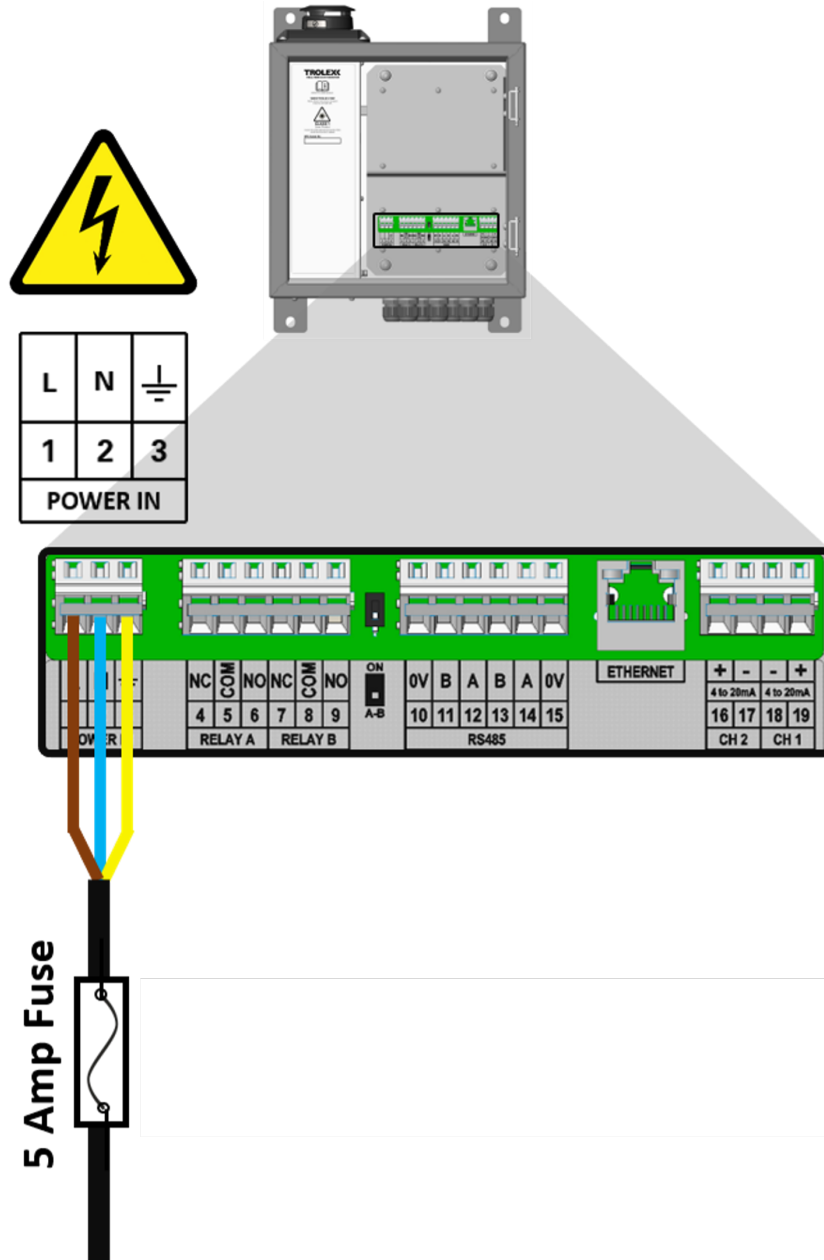 TROLEX
L N
1 2 3
POWER IN
NC COM NO NC COM NO
4 5 6 7 8 9
RELAY A RELAY B
ON
A-B
0V B A B A 0V
10 11 12 13 14 15
RS485
ETHERNET
+ - - +
4 to 20mA 4 to 20mA
16 17 18 19
CH 2 CH 1
5 Amp Fuse